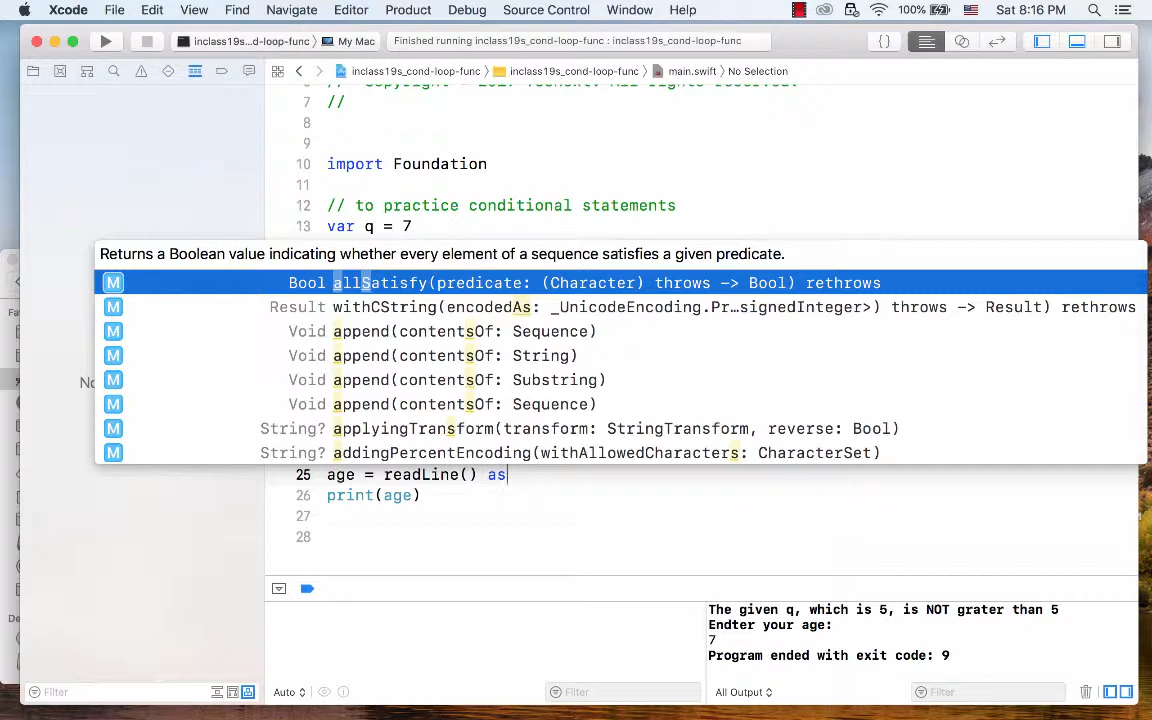 Xcode File Edit View Find Navigate Editor Product Debug Source Control Window Help 100% Sat 8:16 PM
inclass19s...d-loop-func 〉 My Mac Finished running inclass19s_cond-loop-func : inclass19s_cond-loop-func {}
inclass19s_cond-loop-func 〉 inclass19s_cond-loop-func 〉 main.swift 〉 No Selection
7 //
8
9
10 import Foundation
11
12 // to practice conditional statements
13 var q = 7
Returns a Boolean value indicating whether every element of a sequence satisfies a given predicate.
M Bool allSatisfy(predicate: (Character) throws -> Bool) rethrows
M Result withCString(encodedAs: _UnicodeEncoding.Pr…signedInteger>) throws -> Result) rethrows
M Void append(contentsOf: Sequence)
M Void append(contentsOf: String)
M Void append(contentsOf: Substring)
M Void append(contentsOf: Sequence)
M String? applyingTransform(transform: StringTransform, reverse: Bool)
M String? addingPercentEncoding(withAllowedCharacters: CharacterSet)
25 age = readLine() as
26 print(age)
27
28
The given q, which is 5, is NOT grater than 5
Endter your age:
7
Program ended with exit code: 9
Filter Auto Filter All Output Filter